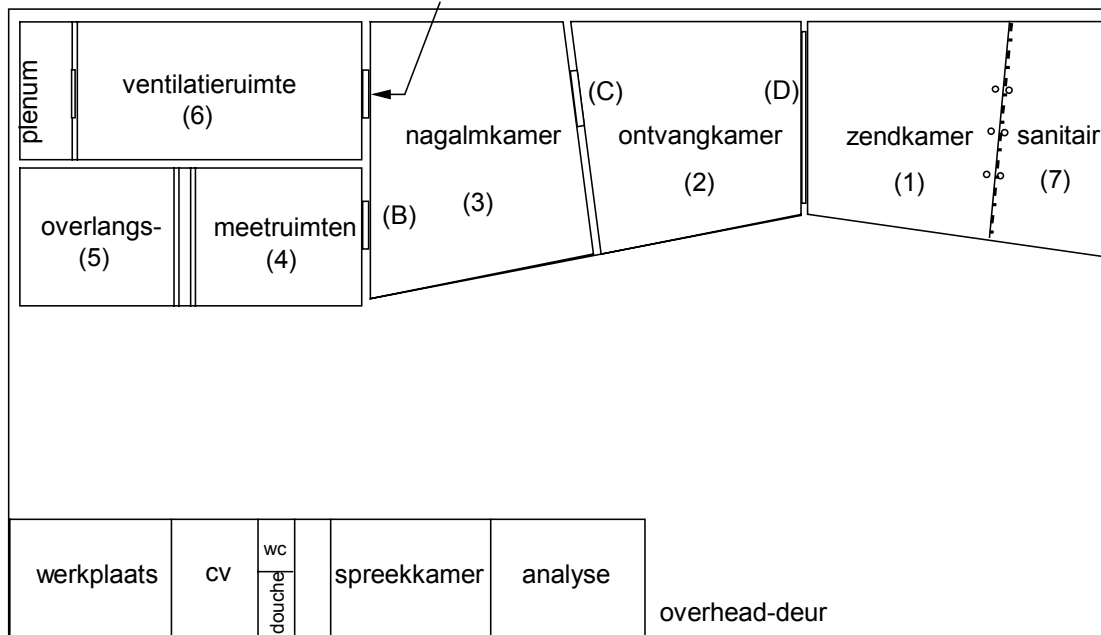 plenum
ventilatieruimte
(6)
nagalmkamer
(3)
(C)
ontvangkamer
(2)
(D)
zendkamer
(1)
sanitair
(7)
overlangs-
(5)
meetruimten
(4)
(B)
werkplaats
cv
wc
douche
spreekkamer
analyse
overhead-deur